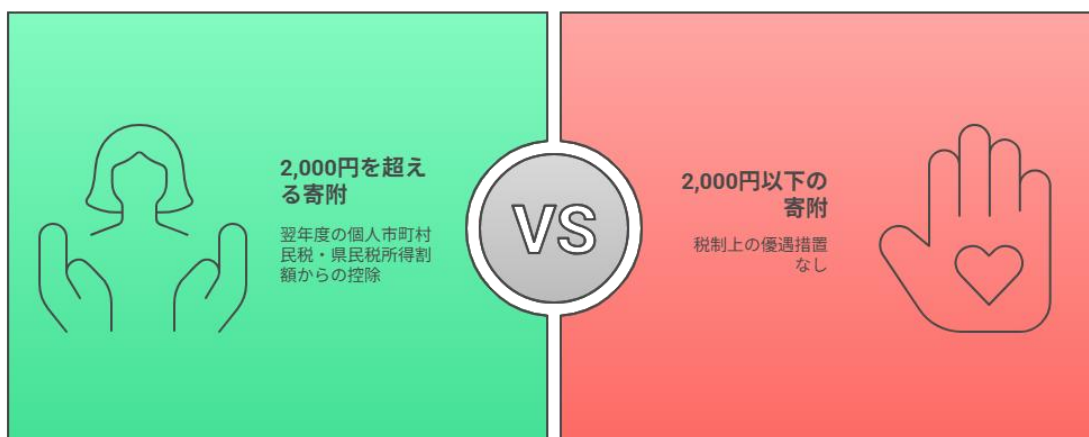 2,000円を超え
る寄附
翌年度の個人市町村
民税・県民税所得割
額からの控除
VS
2,000円以下の
寄附
税制上の優遇措置
なし